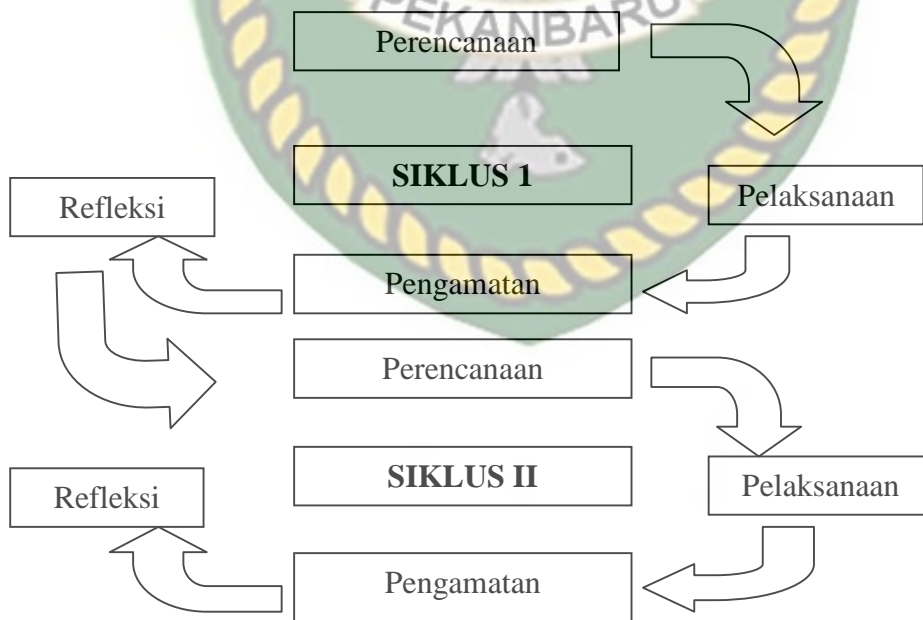 PEKANBARU
Perencanaan
SIKLUS 1
Refleksi
Pelaksanaan
Pengamatan
Perencanaan
SIKLUS II
Refleksi
Pelaksanaan
Pengamatan